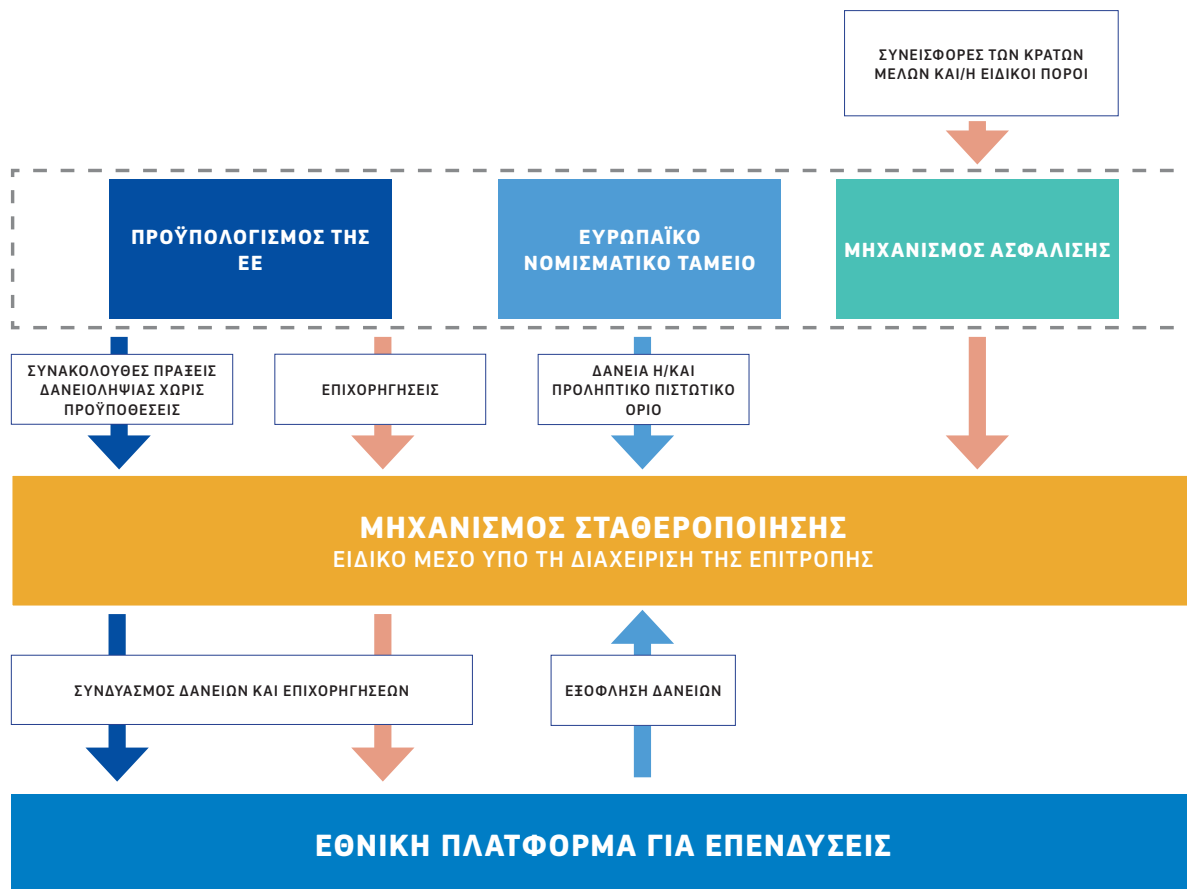 ΣΥΝΕΙΣΦΟΡΕΣ ΤΩΝ ΚΡΑΤΩΝ
ΜΕΛΩΝ ΚΑΙ/Η ΕΙΔΙΚΟΙ ΠΟΡΟΙ
ΠΡΟΫΠΟΛΟΓΙΣΜΟΣ ΤΗΣ
ΕΕ
ΕΥΡΩΠΑΪΚΟ
ΝΟΜΙΣΜΑΤΙΚΟ ΤΑΜΕΙΟ
ΜΗΧΑΝΙΣΜΟΣ ΑΣΦΑΛΙΣΗΣ
ΣΥΝΑΚΟΛΟΥΘΕΣ ΠΡΑΞΕΙΣ
ΔΑΝΕΙΟΛΗΨΙΑΣ ΧΩΡΙΣ
ΠΡΟΫΠΟΘΕΣΕΙΣ
ΕΠΙΧΟΡΗΓΗΣΕΙΣ
ΔΑΝΕΙΑ Η/ΚΑΙ
ΠΡΟΛΗΠΤΙΚΟ ΠΙΣΤΩΤΙΚΟ
ΟΡΙΟ
ΜΗΧΑΝΙΣΜΟΣ ΣΤΑΘΕΡΟΠΟΙΗΣΗΣ
ΕΙΔΙΚΟ ΜΕΣΟ ΥΠΟ ΤΗ ΔΙΑΧΕΙΡΙΣΗ ΤΗΣ ΕΠΙΤΡΟΠΗΣ
ΣΥΝΔΥΑΣΜΟΣ ΔΑΝΕΙΩΝ ΚΑΙ ΕΠΙΧΟΡΗΓΗΣΕΩΝ
ΕΞΟΦΛΗΣΗ ΔΑΝΕΙΩΝ
ΕΘΝΙΚΗ ΠΛΑΤΦΟΡΜΑ ΓΙΑ ΕΠΕΝΔΥΣΕΙΣ